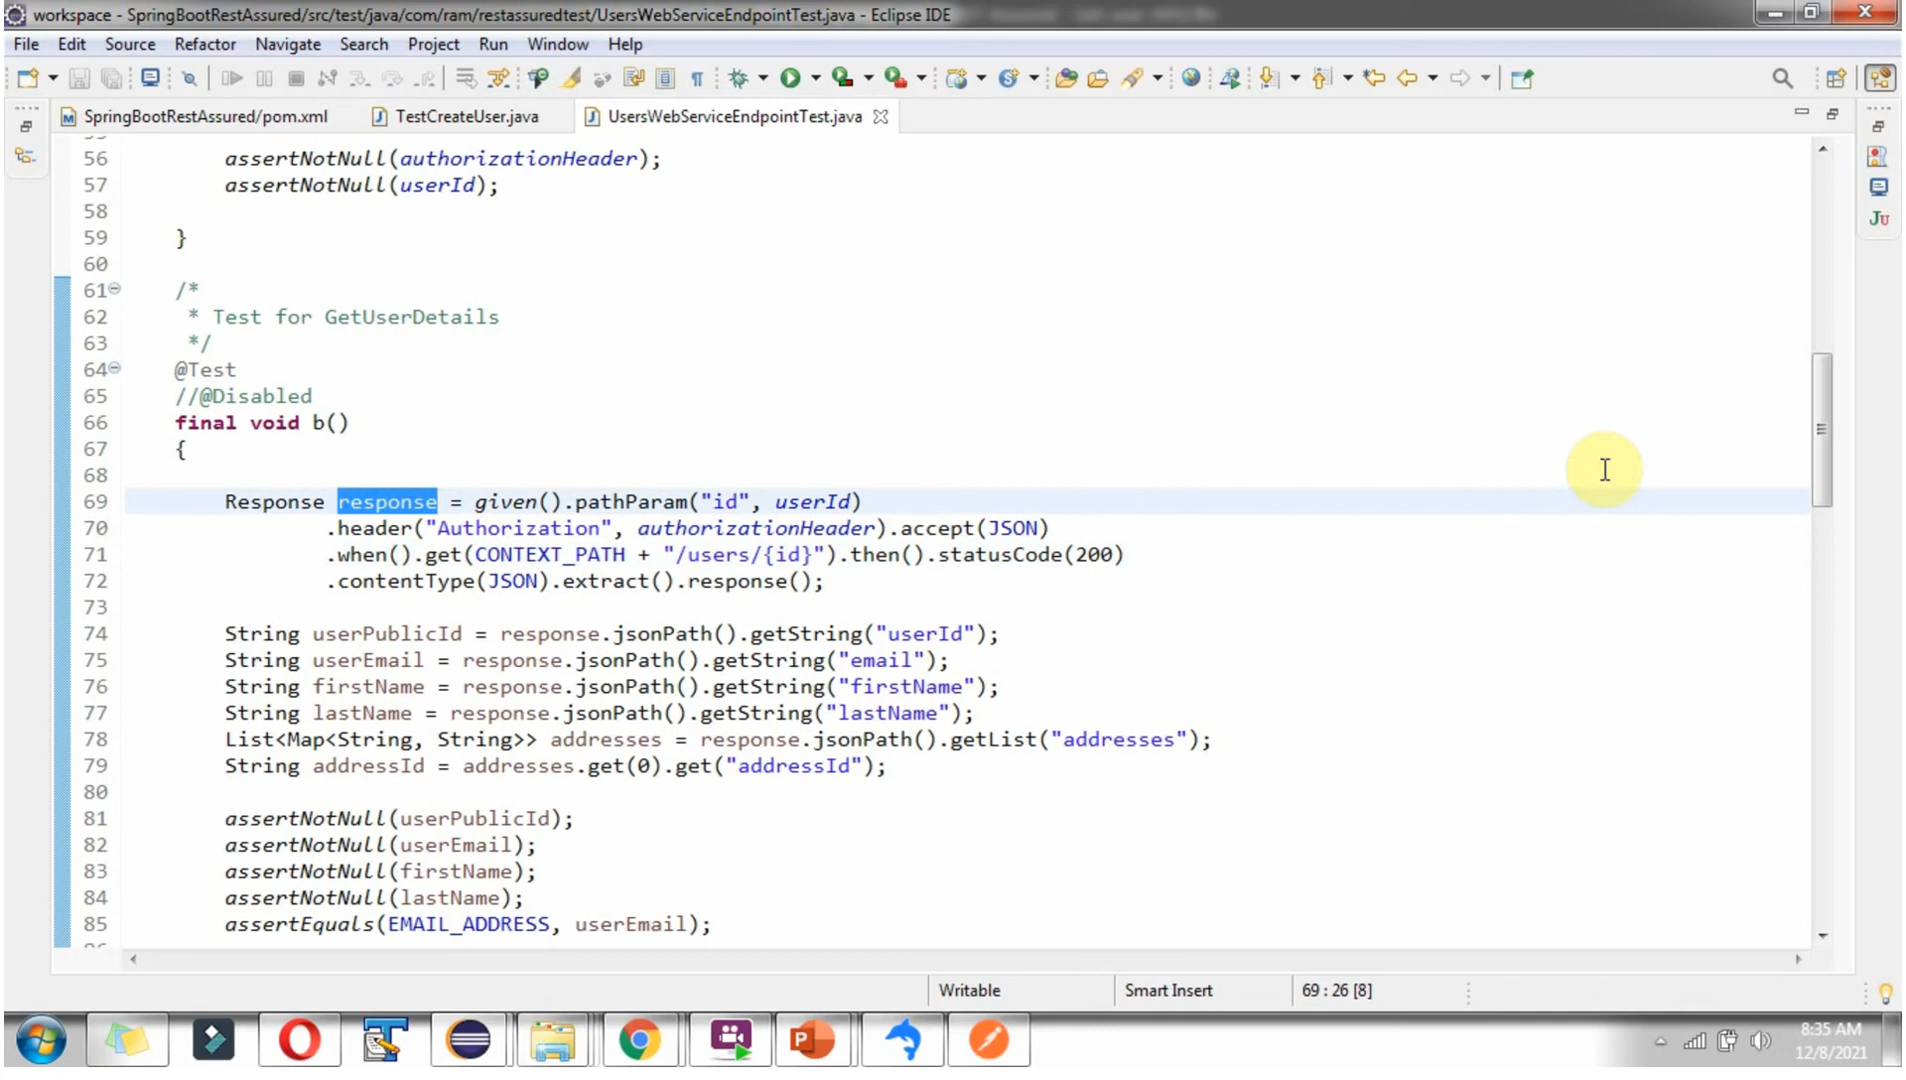 workspace - SpringBootRestAssured/src/test/java/com/ram/restassuredtest/UsersWebServiceEndpointTest.java - Eclipse IDE
File Edit Source Refactor Navigate Search Project Run Window Help
SpringBootRestAssured/pom.xml TestCreateUser.java UsersWebServiceEndpointTest.java
56 assertNotNull(authorizationHeader);
57 assertNotNull(userId);
58
59 }
60
61 /*
62 * Test for GetUserDetails
63 */
64 @Test
65 //@Disabled
66 final void b()
67 {
68
69 Response response = given().pathParam("id", userId)
70 .header("Authorization", authorizationHeader).accept(JSON)
71 .when().get(CONTEXT_PATH + "/users/{id}").then().statusCode(200)
72 .contentType(JSON).extract().response();
73
74 String userPublicId = response.jsonPath().getString("userId");
75 String userEmail = response.jsonPath().getString("email");
76 String firstName = response.jsonPath().getString("firstName");
77 String lastName = response.jsonPath().getString("lastName");
78 List<Map<String, String>> addresses = response.jsonPath().getList("addresses");
79 String addressId = addresses.get(0).get("addressId");
80
81 assertNotNull(userPublicId);
82 assertNotNull(userEmail);
83 assertNotNull(firstName);
84 assertNotNull(lastName);
85 assertEquals(EMAIL_ADDRESS, userEmail);
Writable Smart Insert 69 : 26 [8]
8:35 AM
12/8/2021